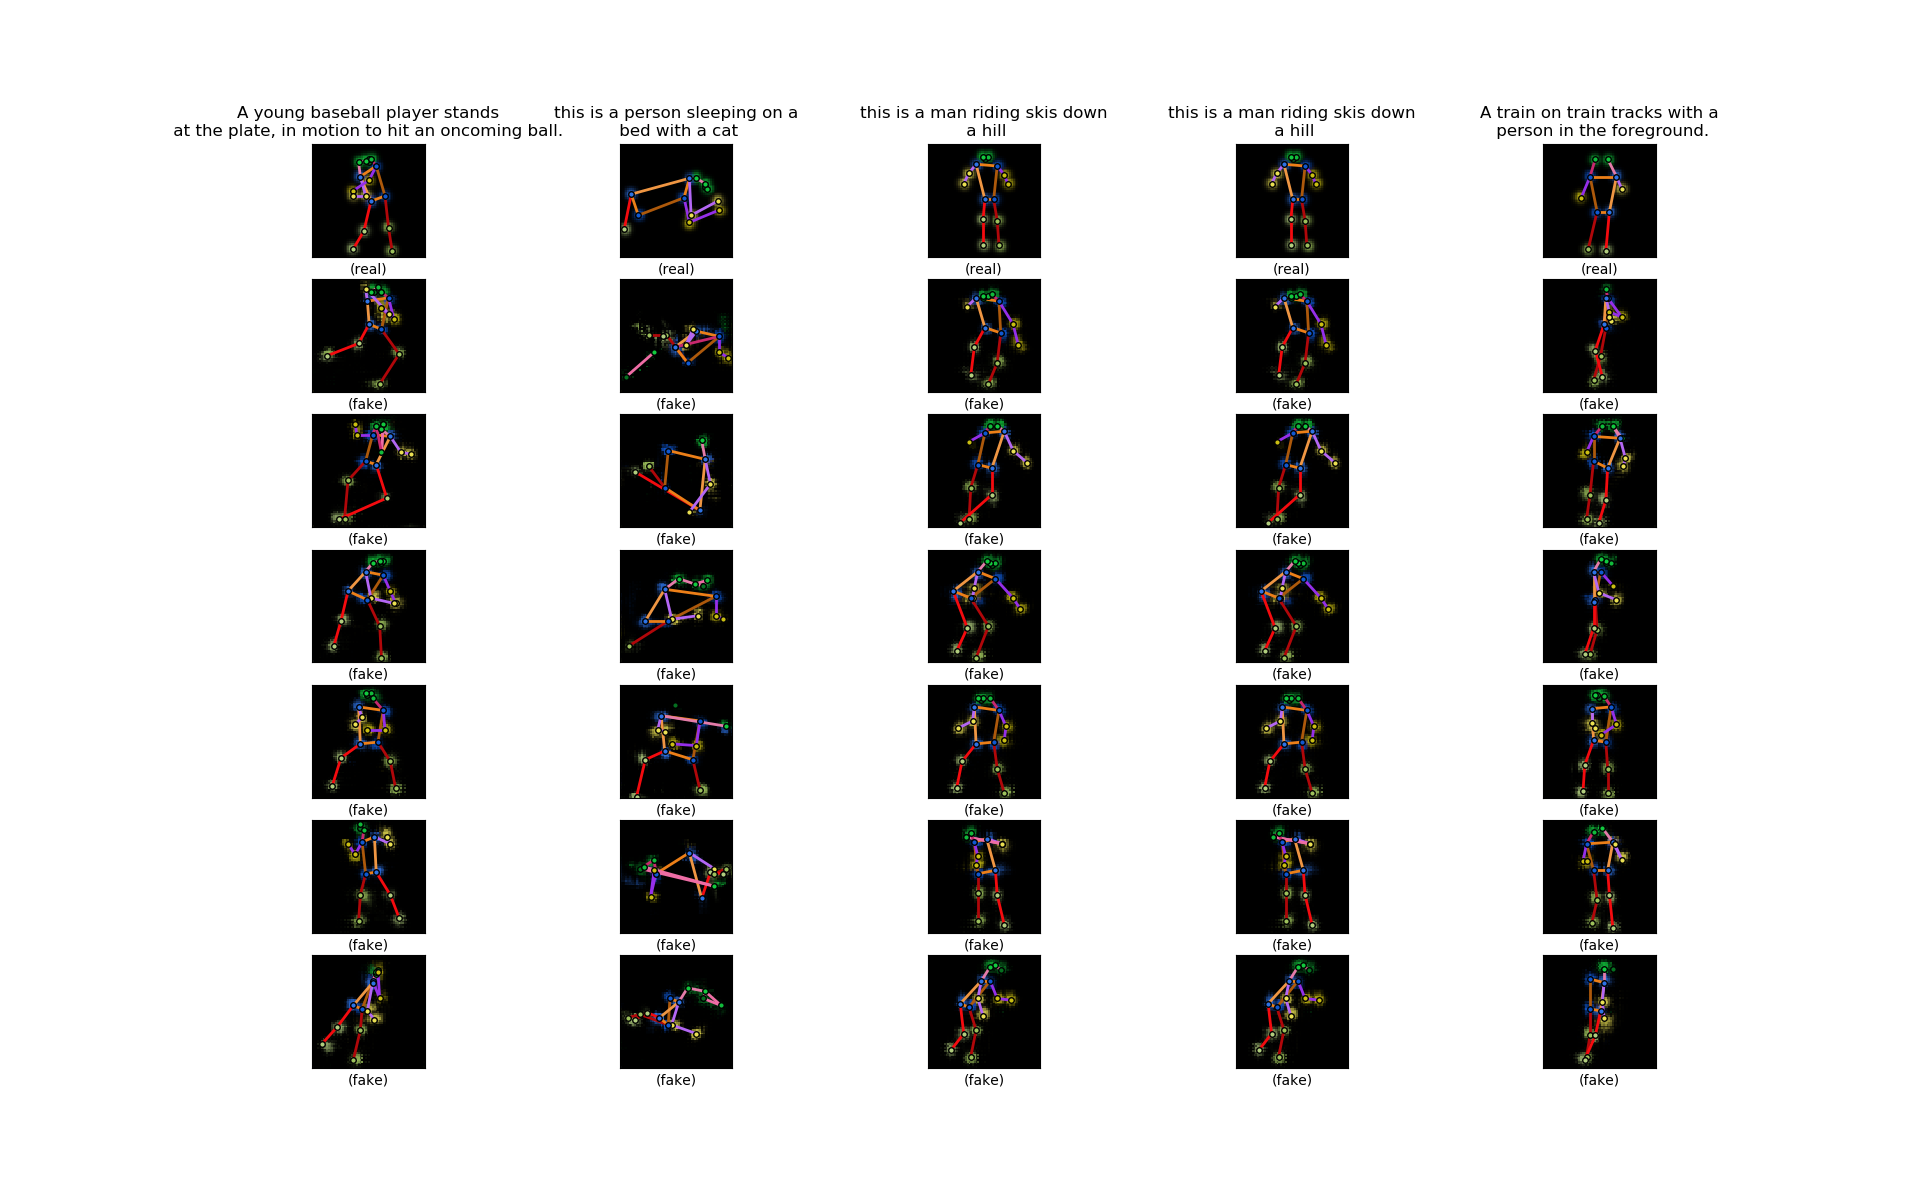 A young baseball player stands
at the plate, in motion to hit an oncoming ball.
this is a person sleeping on a
bed with a cat
this is a man riding skis down
a hill
this is a man riding skis down
a hill
A train on train tracks with a
person in the foreground.
(real) (real) (real) (real) (real)
(fake) (fake) (fake) (fake) (fake)
(fake) (fake) (fake) (fake) (fake)
(fake) (fake) (fake) (fake) (fake)
(fake) (fake) (fake) (fake) (fake)
(fake) (fake) (fake) (fake) (fake)
(fake) (fake) (fake) (fake) (fake)